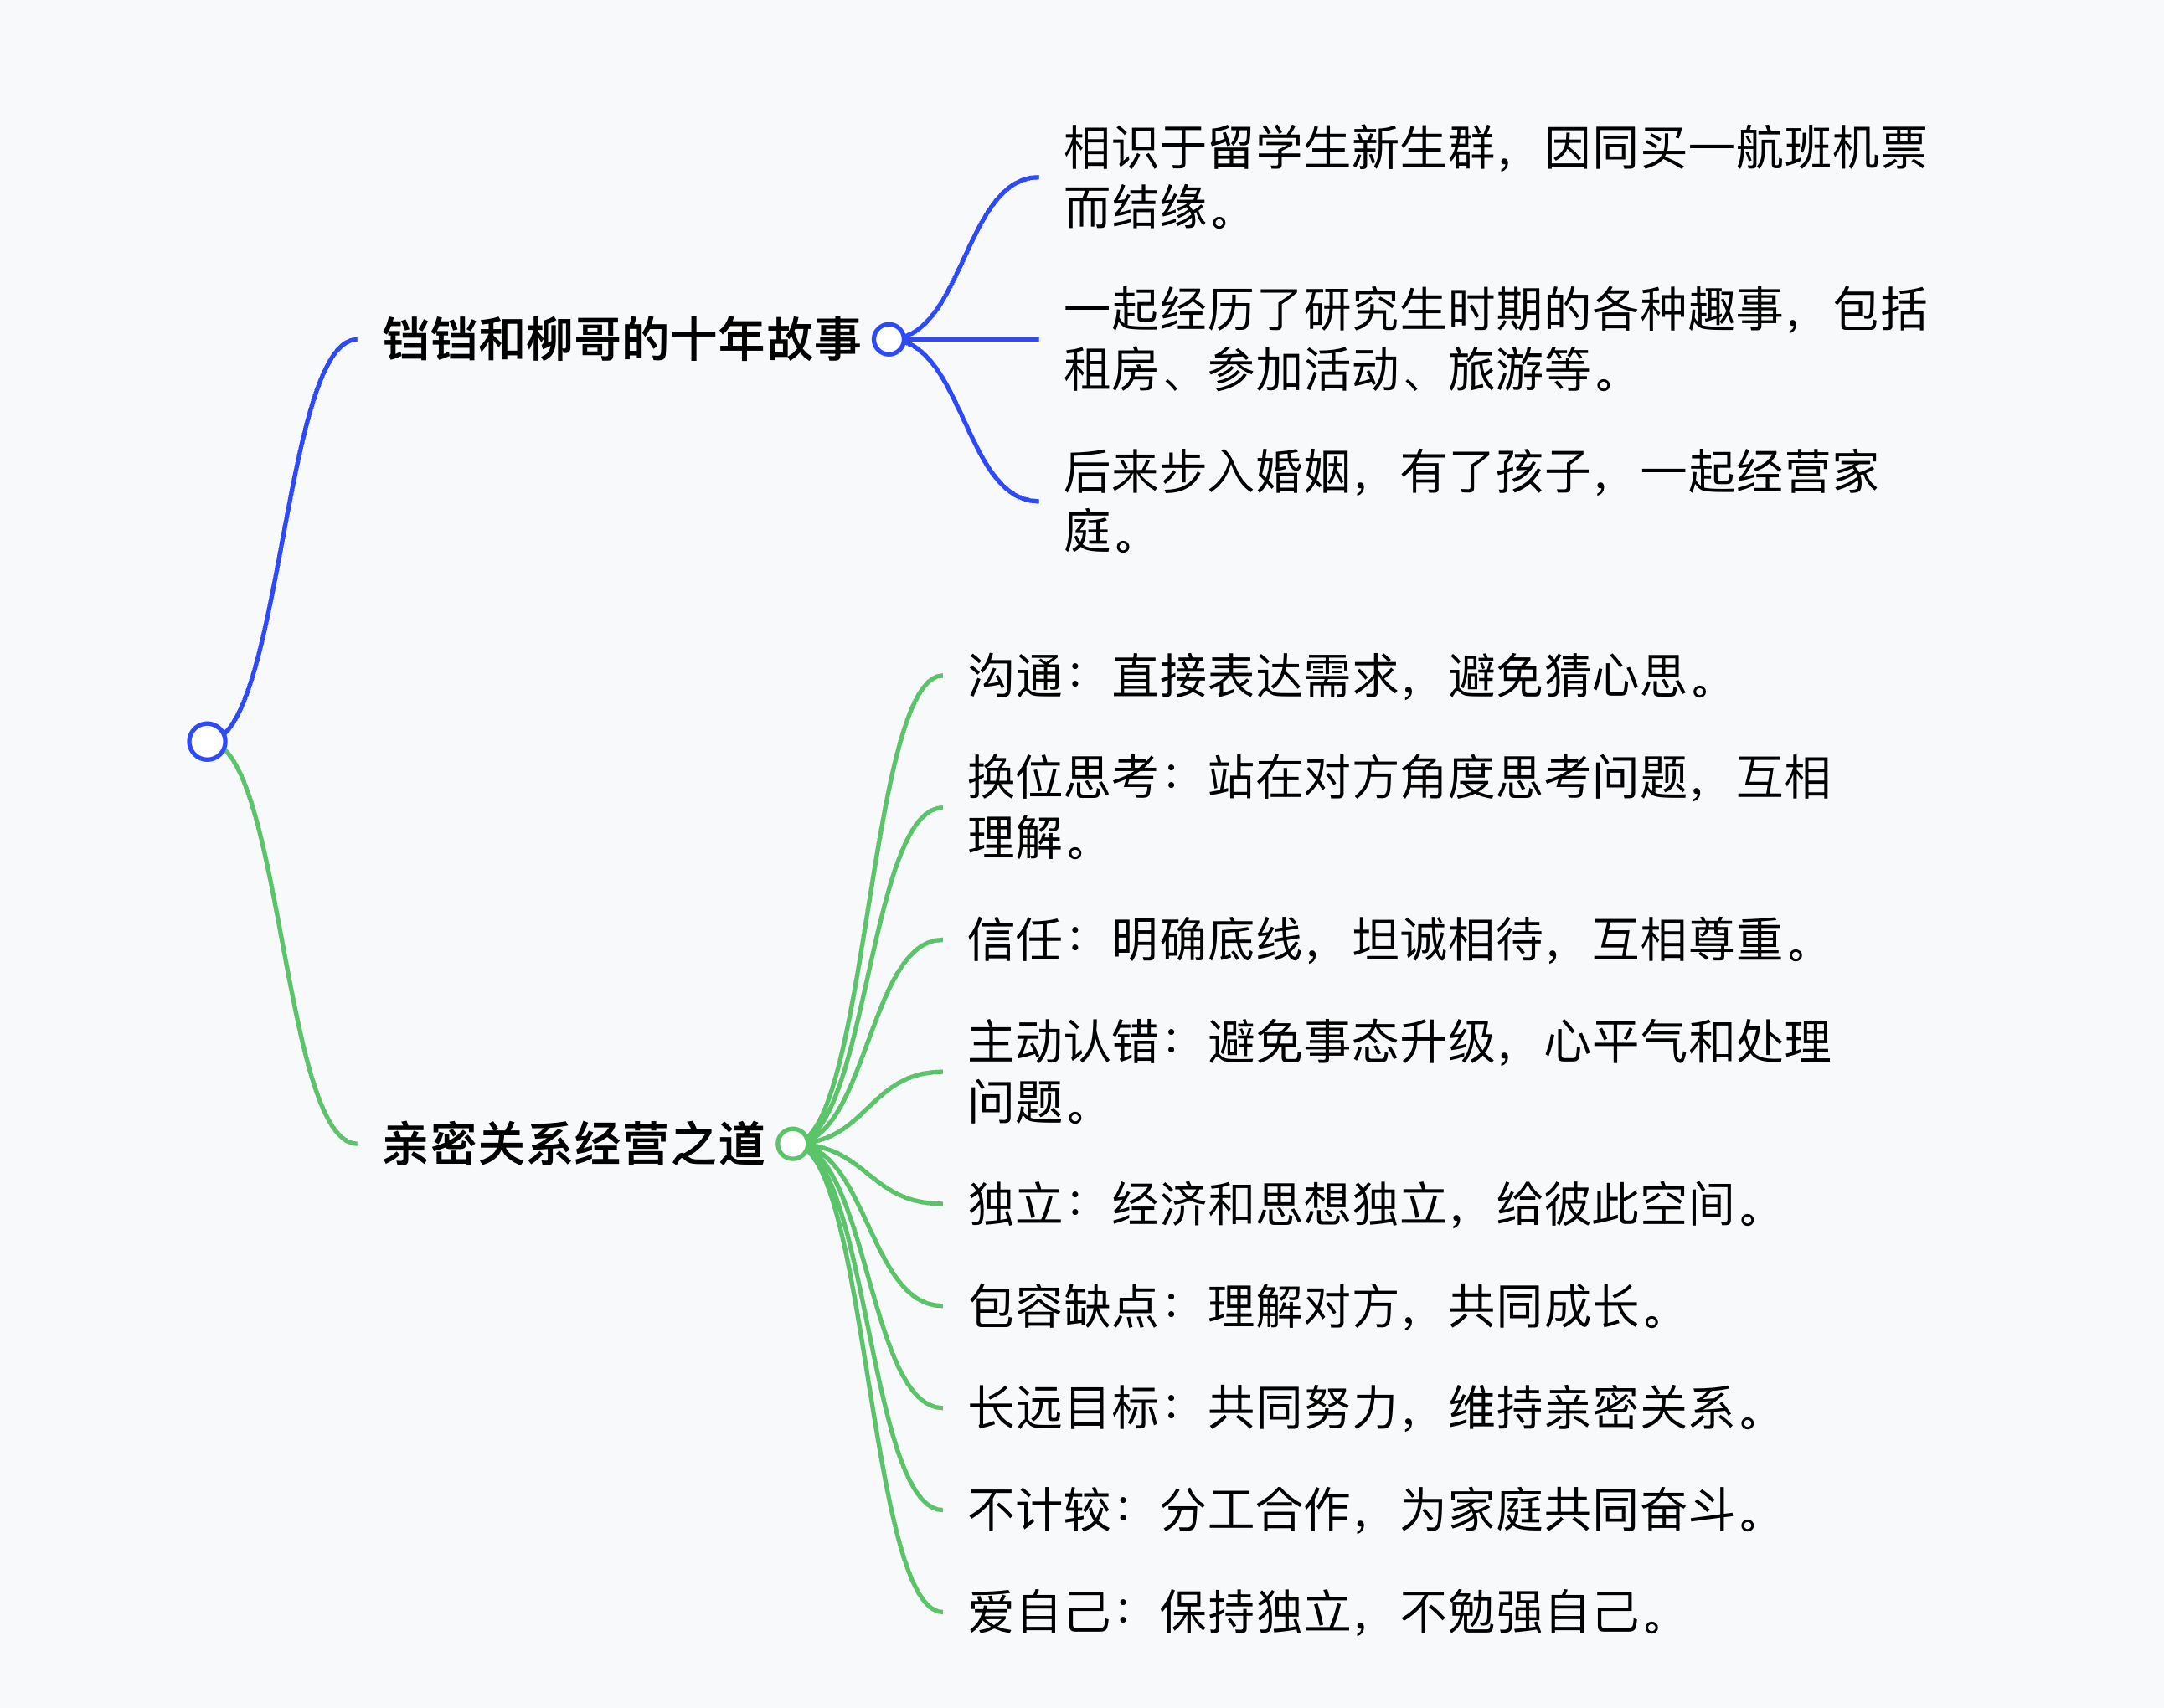 铛铛和帅哥的十年故事
相识于留学生新生群，因同买一航班机票
而结缘。
一起经历了研究生时期的各种趣事，包括
租房、参加活动、旅游等。
后来步入婚姻，有了孩子，一起经营家
庭。
亲密关系经营之道
沟通：直接表达需求，避免猜心思。
换位思考：站在对方角度思考问题，互相
理解。
信任：明确底线，坦诚相待，互相尊重。
主动认错：避免事态升级，心平气和处理
问题。
独立：经济和思想独立，给彼此空间。
包容缺点：理解对方，共同成长。
长远目标：共同努力，维持亲密关系。
不计较：分工合作，为家庭共同奋斗。
爱自己：保持独立，不勉强自己。